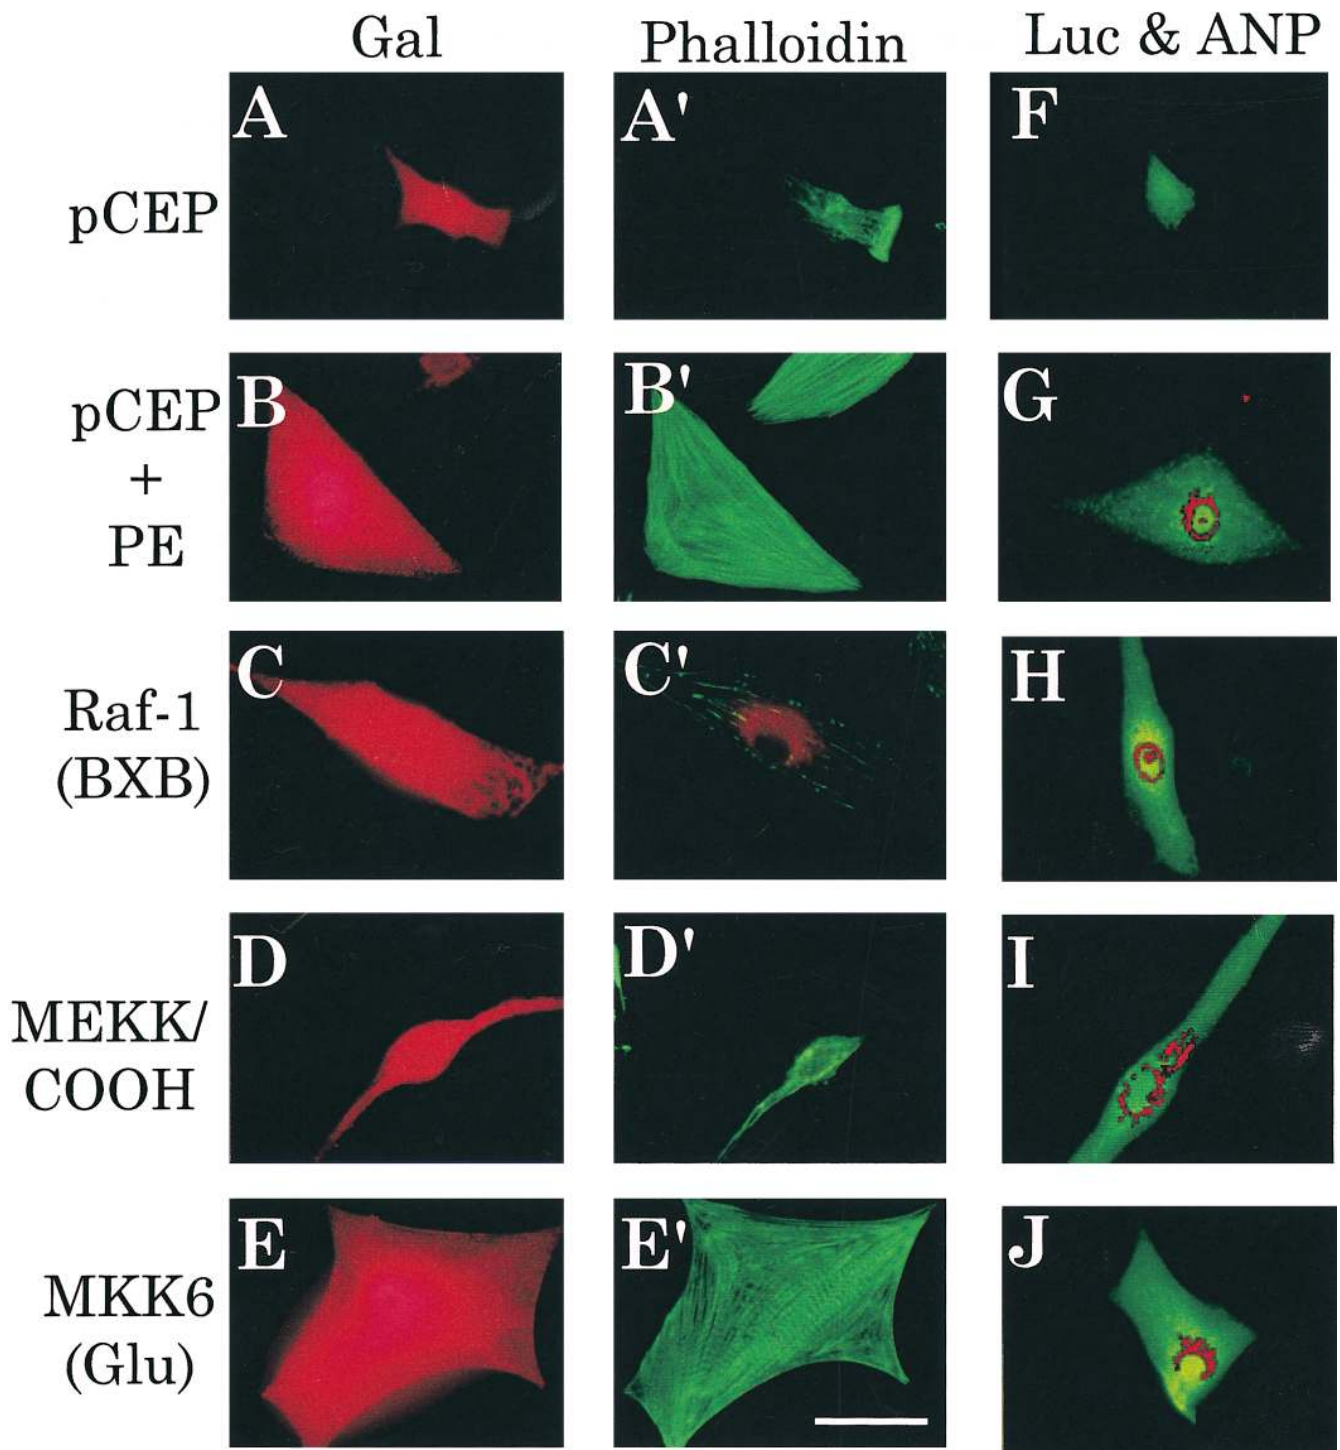 Gal Phalloidin Luc & ANP
pCEP A A' F
pCEP
+
PE
B B' G
Raf-1
(BXB)
C C' H
MEKK/
COOH
D D' I
MKK6
(Glu)
E E' J